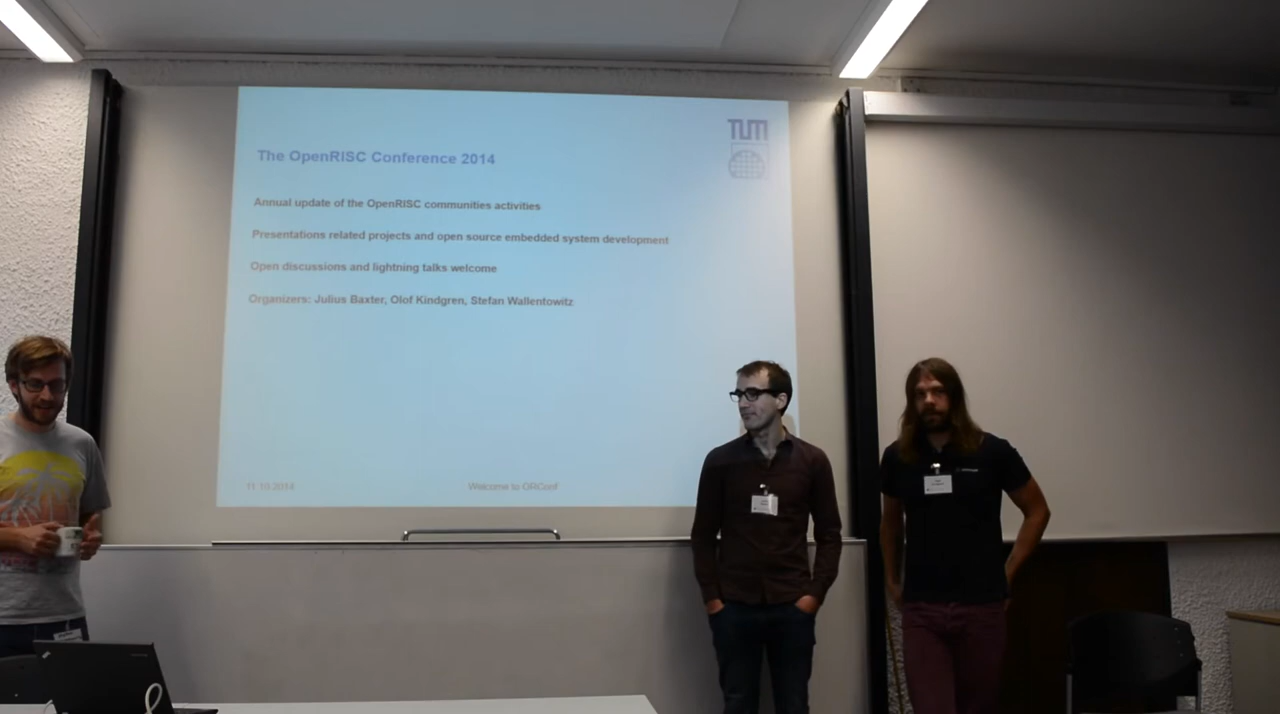 TUM
The OpenRISC Conference 2014
Annual update of the OpenRISC communities activities
Presentations related projects and open source embedded system development
Open discussions and lightning talks welcome
Organizers: Julius Baxter, Olof Kindgren, Stefan Wallentowitz
11.10.2014
Welcome to ORConf